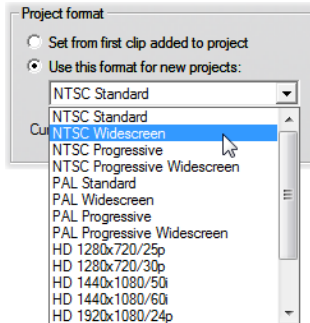 Project format
Set from first clip added to project
Use this format for new projects:
NTSC Standard
NTSC Standard
NTSC Widescreen
NTSC Progressive
NTSC Progressive Widescreen
PAL Standard
PAL Widescreen
PAL Progressive
PAL Progressive Widescreen
HD 1280x720/25p
HD 1280x720/30p
HD 1440x1080/50i
HD 1440x1080/60i
HD 1920x1080/24p